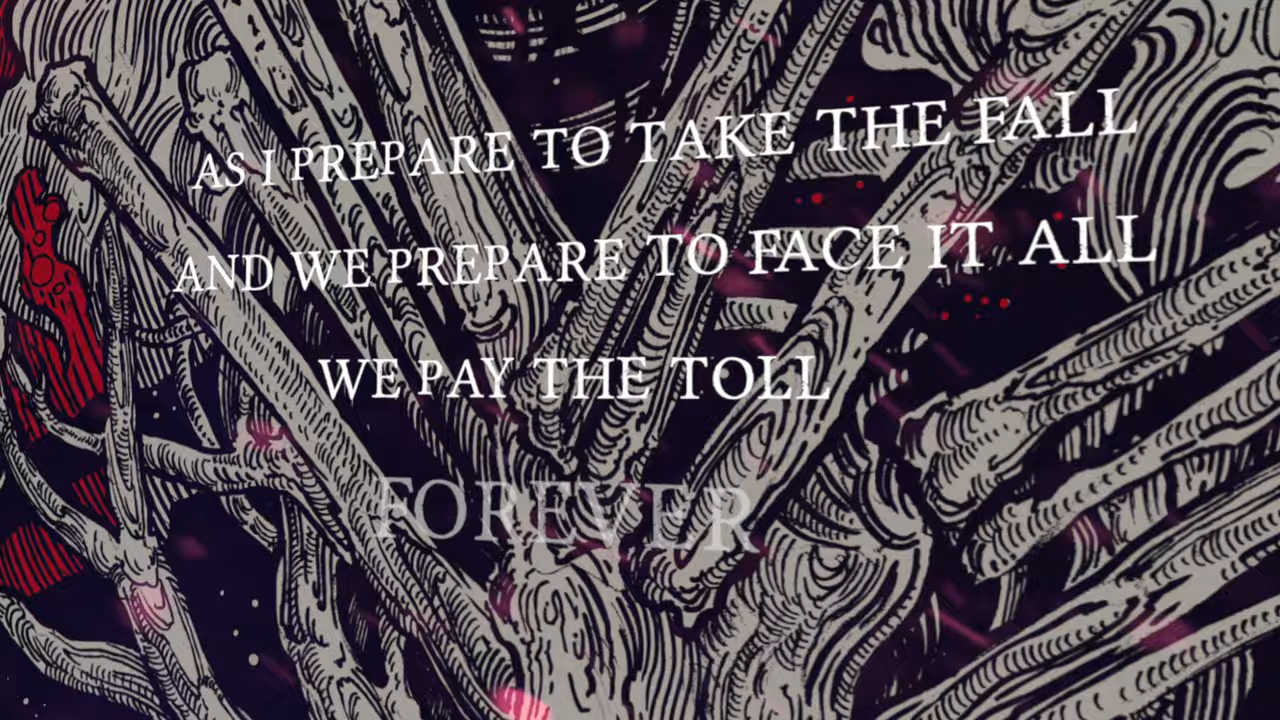 AS I PREPARE TO TAKE THE FALL
AND WE PREPARE TO FACE IT ALL
WE PAY THE TOLL
FOREVER